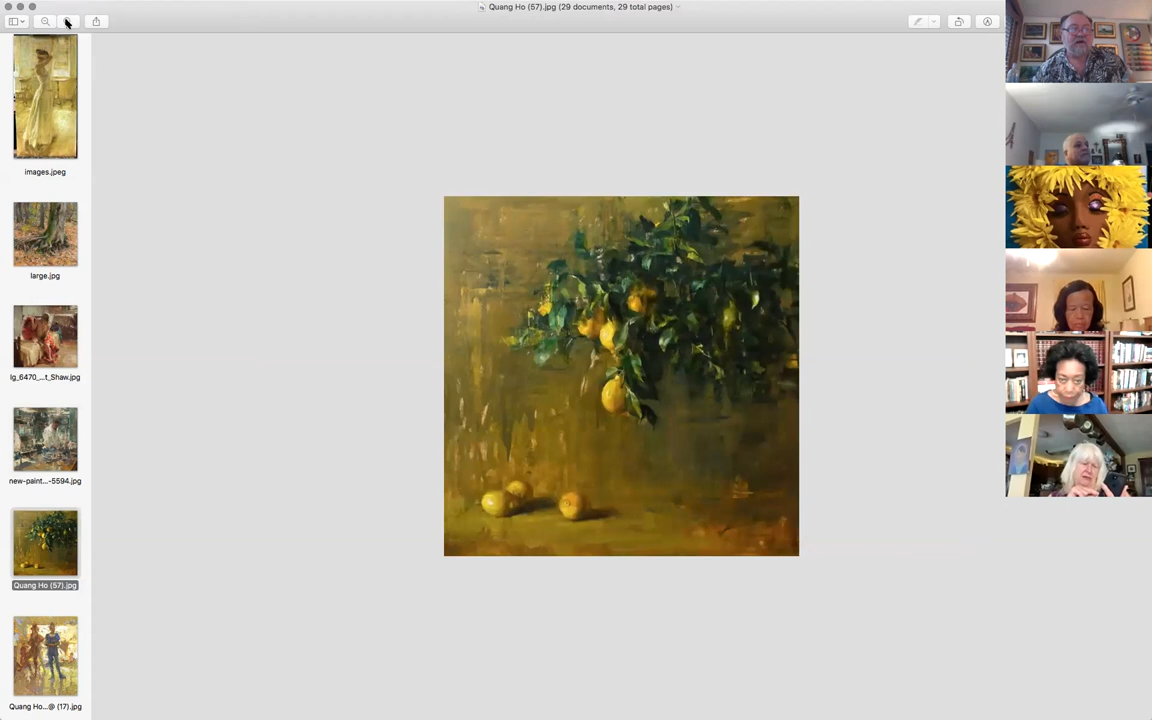 Quang Ho (57).jpg (29 documents, 29 total pages)
images.jpeg
large.jpg
lg_6470_...t_Shaw.jpg
new-paint...-5594.jpg
Quang Ho (57).jpg
Quang Ho...@ (17).jpg